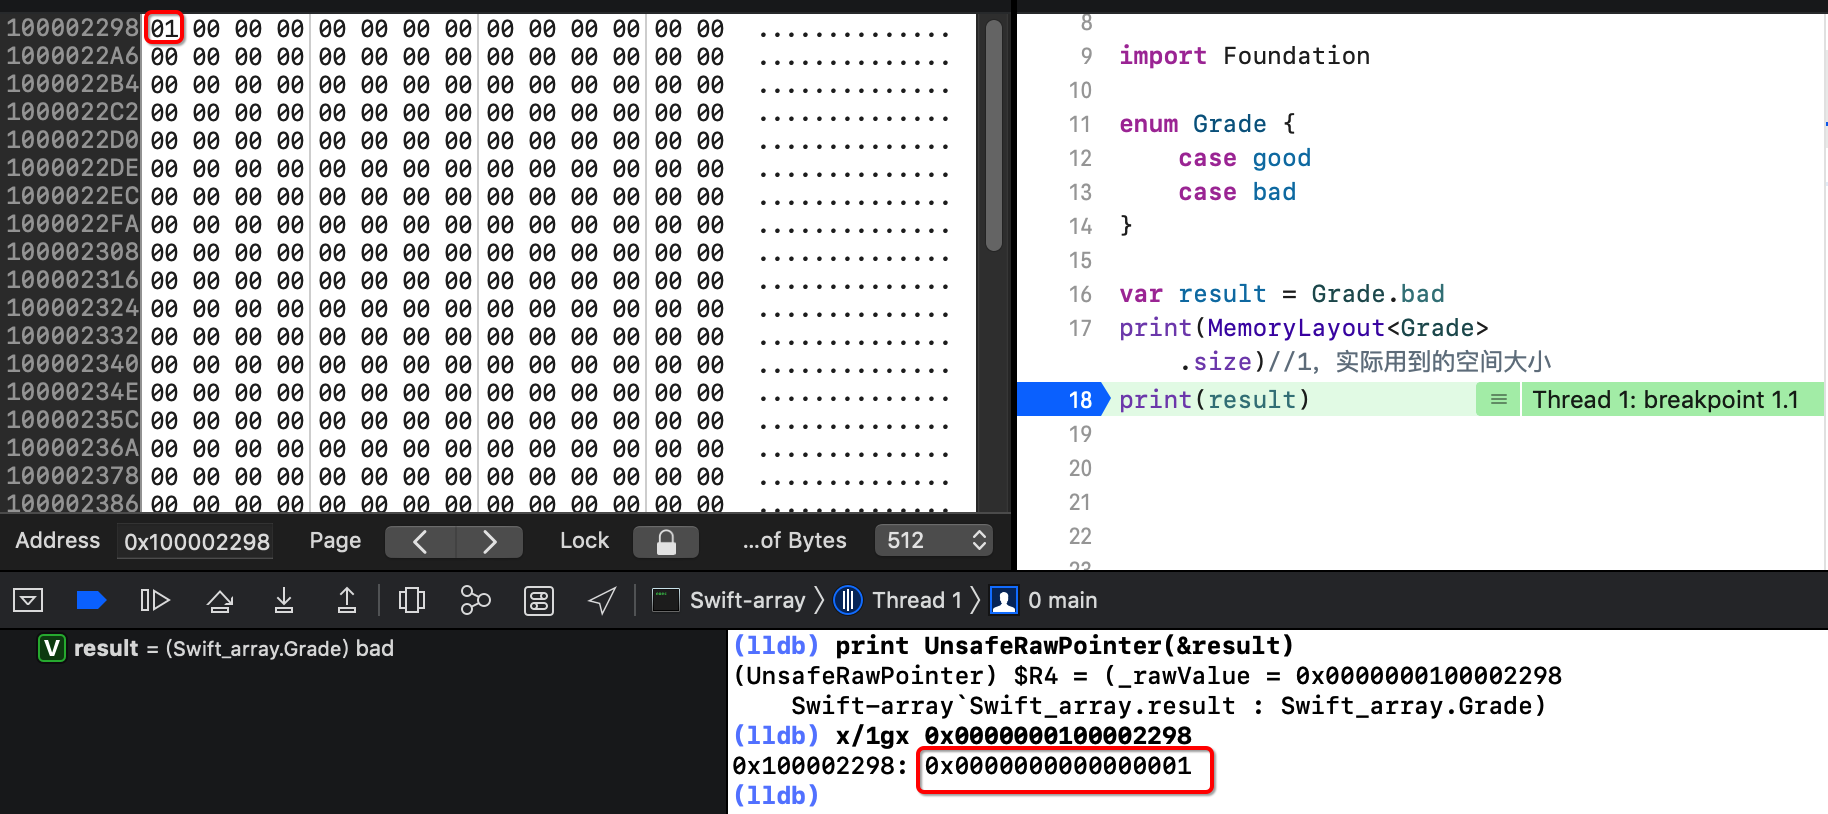 100002298 01 00 00 00 00 00 00 00 00 00 00 00 00 00 ..............
1000022A6 00 00 00 00 00 00 00 00 00 00 00 00 00 00 ..............
1000022B4 00 00 00 00 00 00 00 00 00 00 00 00 00 00 ..............
1000022C2 00 00 00 00 00 00 00 00 00 00 00 00 00 00 ..............
1000022D0 00 00 00 00 00 00 00 00 00 00 00 00 00 00 ..............
1000022DE 00 00 00 00 00 00 00 00 00 00 00 00 00 00 ..............
1000022EC 00 00 00 00 00 00 00 00 00 00 00 00 00 00 ..............
1000022FA 00 00 00 00 00 00 00 00 00 00 00 00 00 00 ..............
100002308 00 00 00 00 00 00 00 00 00 00 00 00 00 00 ..............
100002316 00 00 00 00 00 00 00 00 00 00 00 00 00 00 ..............
100002324 00 00 00 00 00 00 00 00 00 00 00 00 00 00 ..............
100002332 00 00 00 00 00 00 00 00 00 00 00 00 00 00 ..............
100002340 00 00 00 00 00 00 00 00 00 00 00 00 00 00 ..............
10000234E 00 00 00 00 00 00 00 00 00 00 00 00 00 00 ..............
10000235C 00 00 00 00 00 00 00 00 00 00 00 00 00 00 ..............
10000236A 00 00 00 00 00 00 00 00 00 00 00 00 00 00 ..............
100002378 00 00 00 00 00 00 00 00 00 00 00 00 00 00 ..............
100002386 00 00 00 00 00 00 00 00 00 00 00 00 00 00 ..............
Address 0x100002298 Page Lock ...of Bytes 512
8
9 import Foundation
10
11 enum Grade {
12 case good
13 case bad
14 }
15
16 var result = Grade.bad
17 print(MemoryLayout<Grade>
.size)//1，实际用到的空间大小
18 print(result) Thread 1: breakpoint 1.1
19
20
21
22
23
Swift-array 〉 Thread 1 〉 0 main
V result = (Swift_array.Grade) bad
(lldb) print UnsafeRawPointer(&result)
(UnsafeRawPointer) $R4 = (_rawValue = 0x0000000100002298
Swift-array`Swift_array.result : Swift_array.Grade)
(lldb) x/1gx 0x0000000100002298
0x100002298: 0x0000000000000001
(lldb)